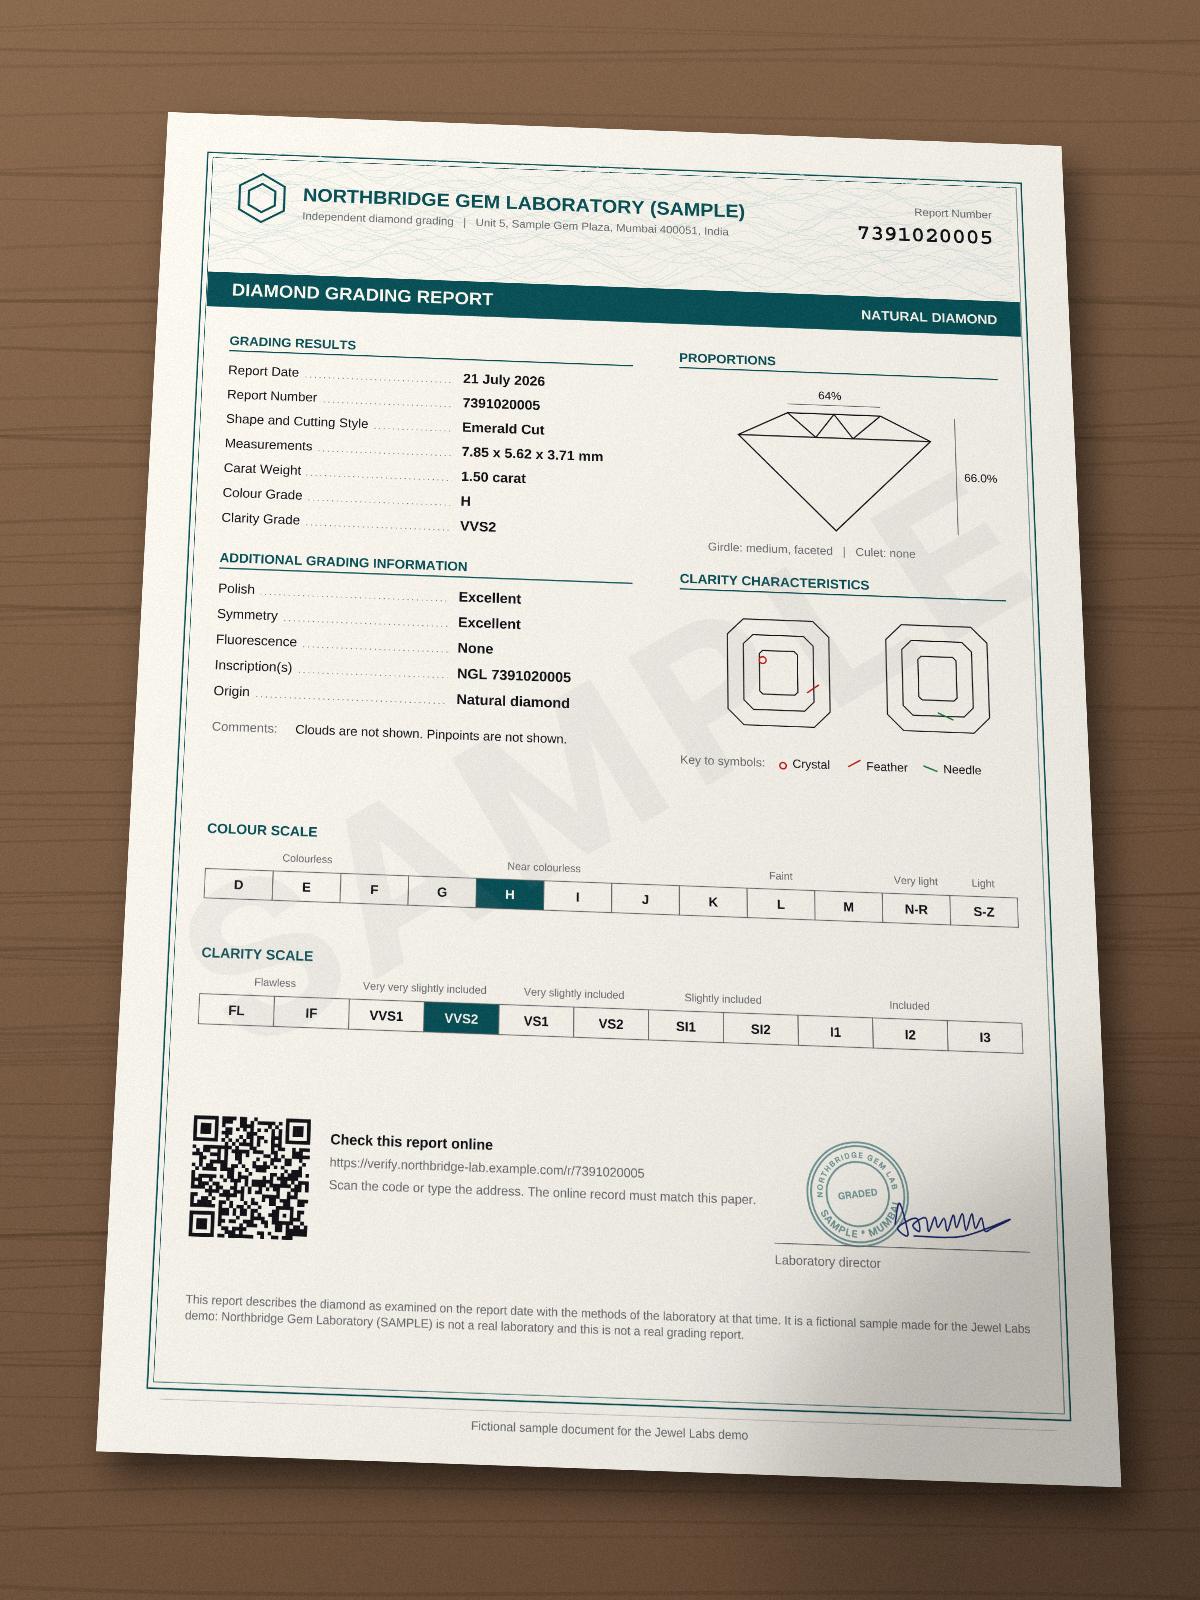 NORTHBRIDGE GEM LABORATORY (SAMPLE)
Independent diamond grading | Unit 5, Sample Gem Plaza, Mumbai 400051, India
Report Number
7391020005
DIAMOND GRADING REPORT
NATURAL DIAMOND
GRADING RESULTS
Report Date 21 July 2026
Report Number 7391020005
Shape and Cutting Style Emerald Cut
Measurements 7.85 x 5.62 x 3.71 mm
Carat Weight 1.50 carat
Colour Grade H
Clarity Grade VVS2
ADDITIONAL GRADING INFORMATION
Polish Excellent
Symmetry Excellent
Fluorescence None
Inscription(s) NGL 7391020005
Origin Natural diamond
Comments: Clouds are not shown. Pinpoints are not shown.
PROPORTIONS
64%
66.0%
Girdle: medium, faceted | Culet: none
CLARITY CHARACTERISTICS
Key to symbols: Crystal Feather Needle
SAMPLE
COLOUR SCALE
Colourless Near colourless Faint Very light Light
D E F G H I J K L M N-R S-Z
CLARITY SCALE
Flawless Very very slightly included Very slightly included Slightly included Included
FL IF VVS1 VVS2 VS1 VS2 SI1 SI2 I1 I2 I3
Check this report online
https://verify.northbridge-lab.example.com/r/7391020005
Scan the code or type the address. The online record must match this paper.
NORTHBRIDGE GEM LAB
GRADED
SAMPLE * MUMBAI
Laboratory director
This report describes the diamond as examined on the report date with the methods of the laboratory at that time. It is a fictional sample made for the Jewel Labs
demo: Northbridge Gem Laboratory (SAMPLE) is not a real laboratory and this is not a real grading report.
Fictional sample document for the Jewel Labs demo